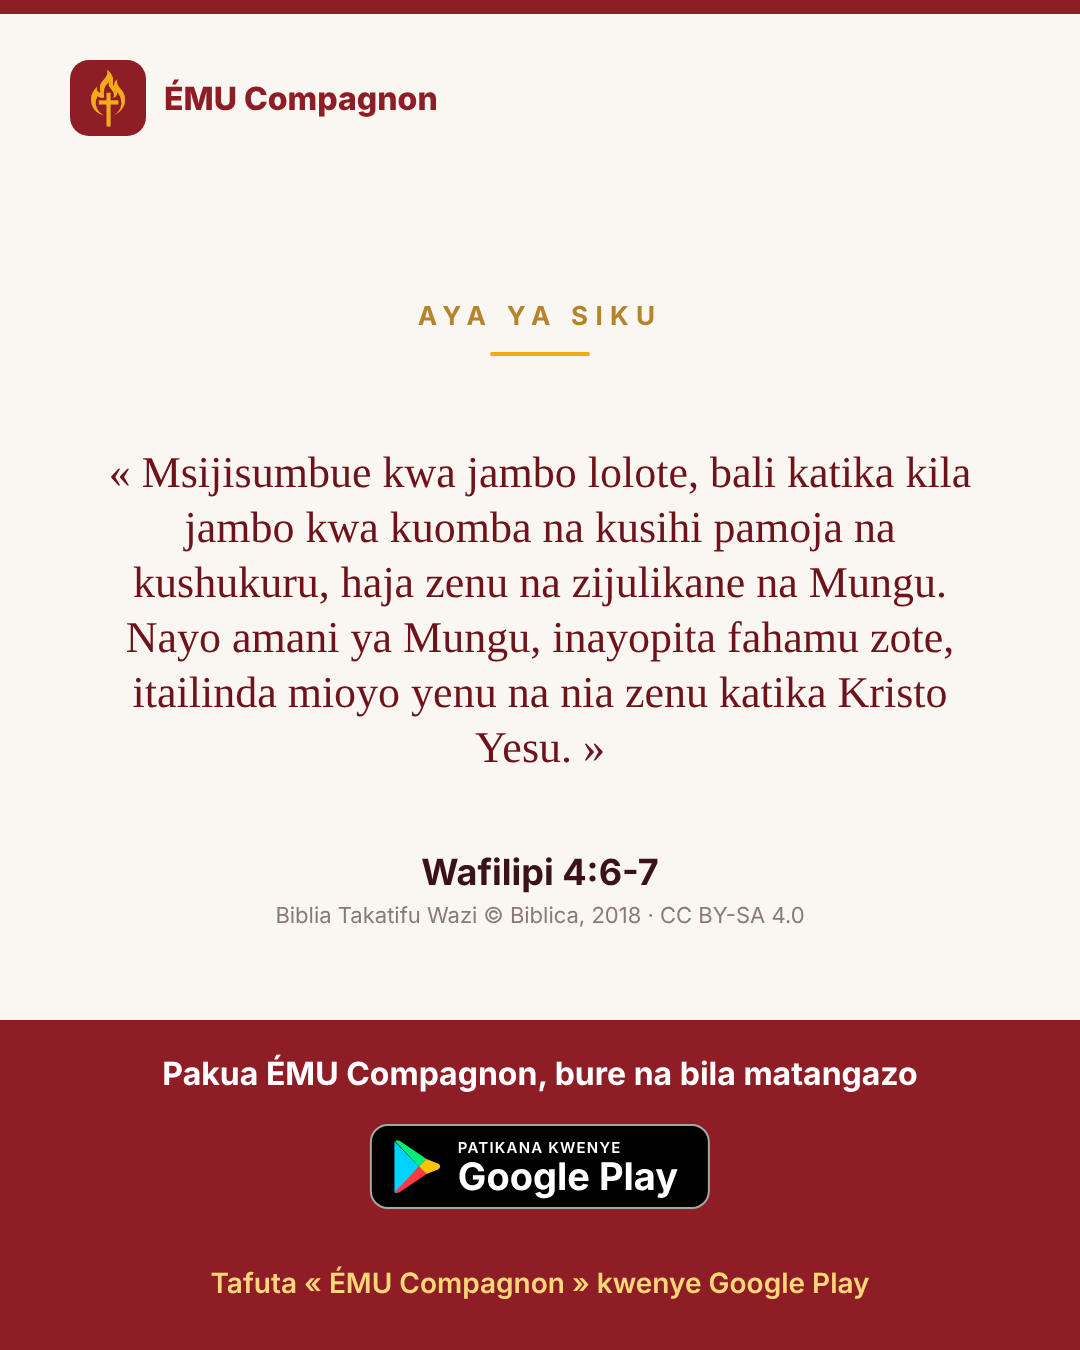 ÉMU Compagnon
AYA YA SIKU
« Msijisumbue kwa jambo lolote, bali katika kila
jambo kwa kuomba na kusihi pamoja na
kushukuru, haja zenu na zijulikane na Mungu.
Nayo amani ya Mungu, inayopita fahamu zote,
itailinda mioyo yenu na nia zenu katika Kristo
Yesu. »
Wafilipi 4:6-7
Biblia Takatifu Wazi © Biblica, 2018 · CC BY-SA 4.0
Pakua ÉMU Compagnon, bure na bila matangazo
PATIKANA KWENYE
Google Play
Tafuta « ÉMU Compagnon » kwenye Google Play